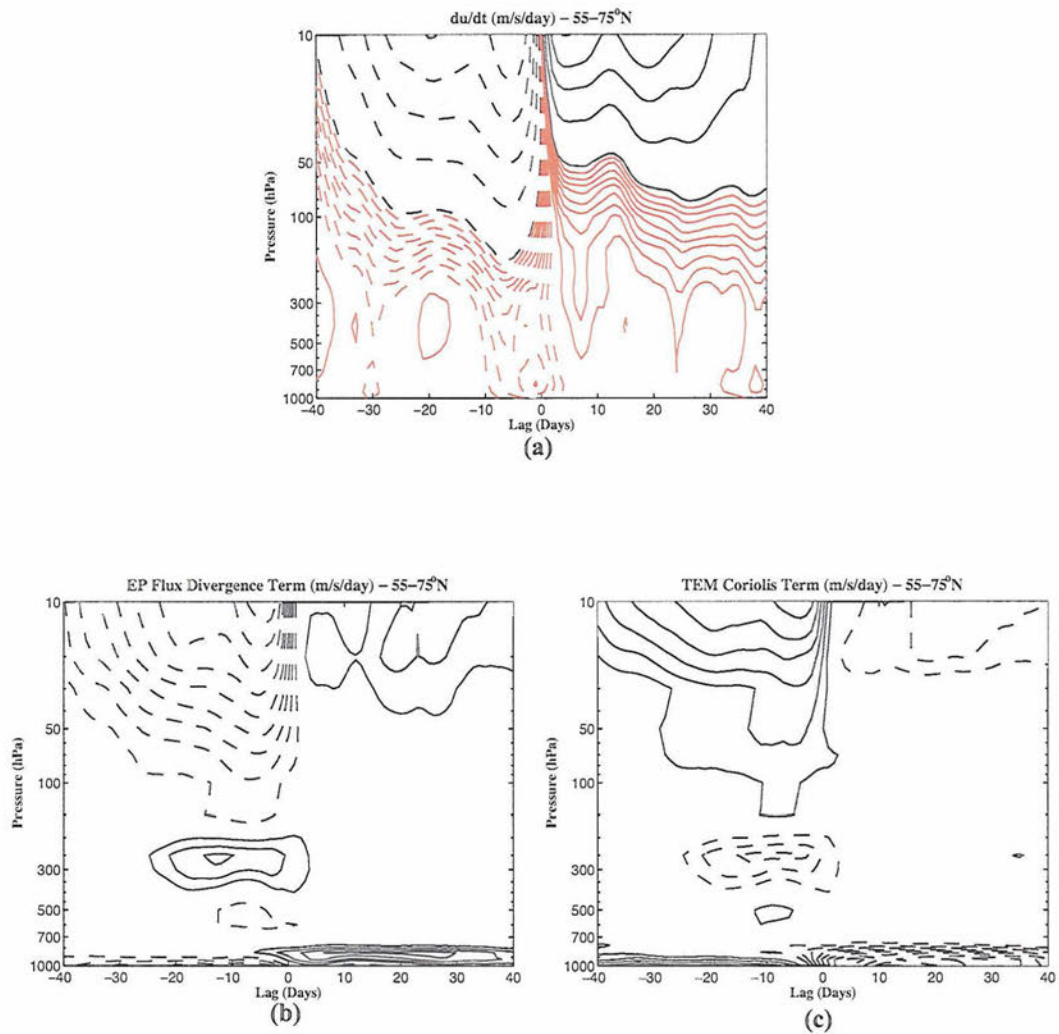 du/dt (m/s/day) – 55–75°N
10
50
100
300
500
700
1000
Pressure (hPa)
−40 −30 −20 −10 0 10 20 30 40
Lag (Days)
(a)
EP Flux Divergence Term (m/s/day) – 55–75°N
10
50
100
300
500
700
1000
Pressure (hPa)
−40 −30 −20 −10 0 10 20 30 40
Lag (Days)
(b)
TEM Coriolis Term (m/s/day) – 55–75°N
10
50
100
300
500
700
1000
Pressure (hPa)
−40 −30 −20 −10 0 10 20 30 40
Lag (Days)
(c)